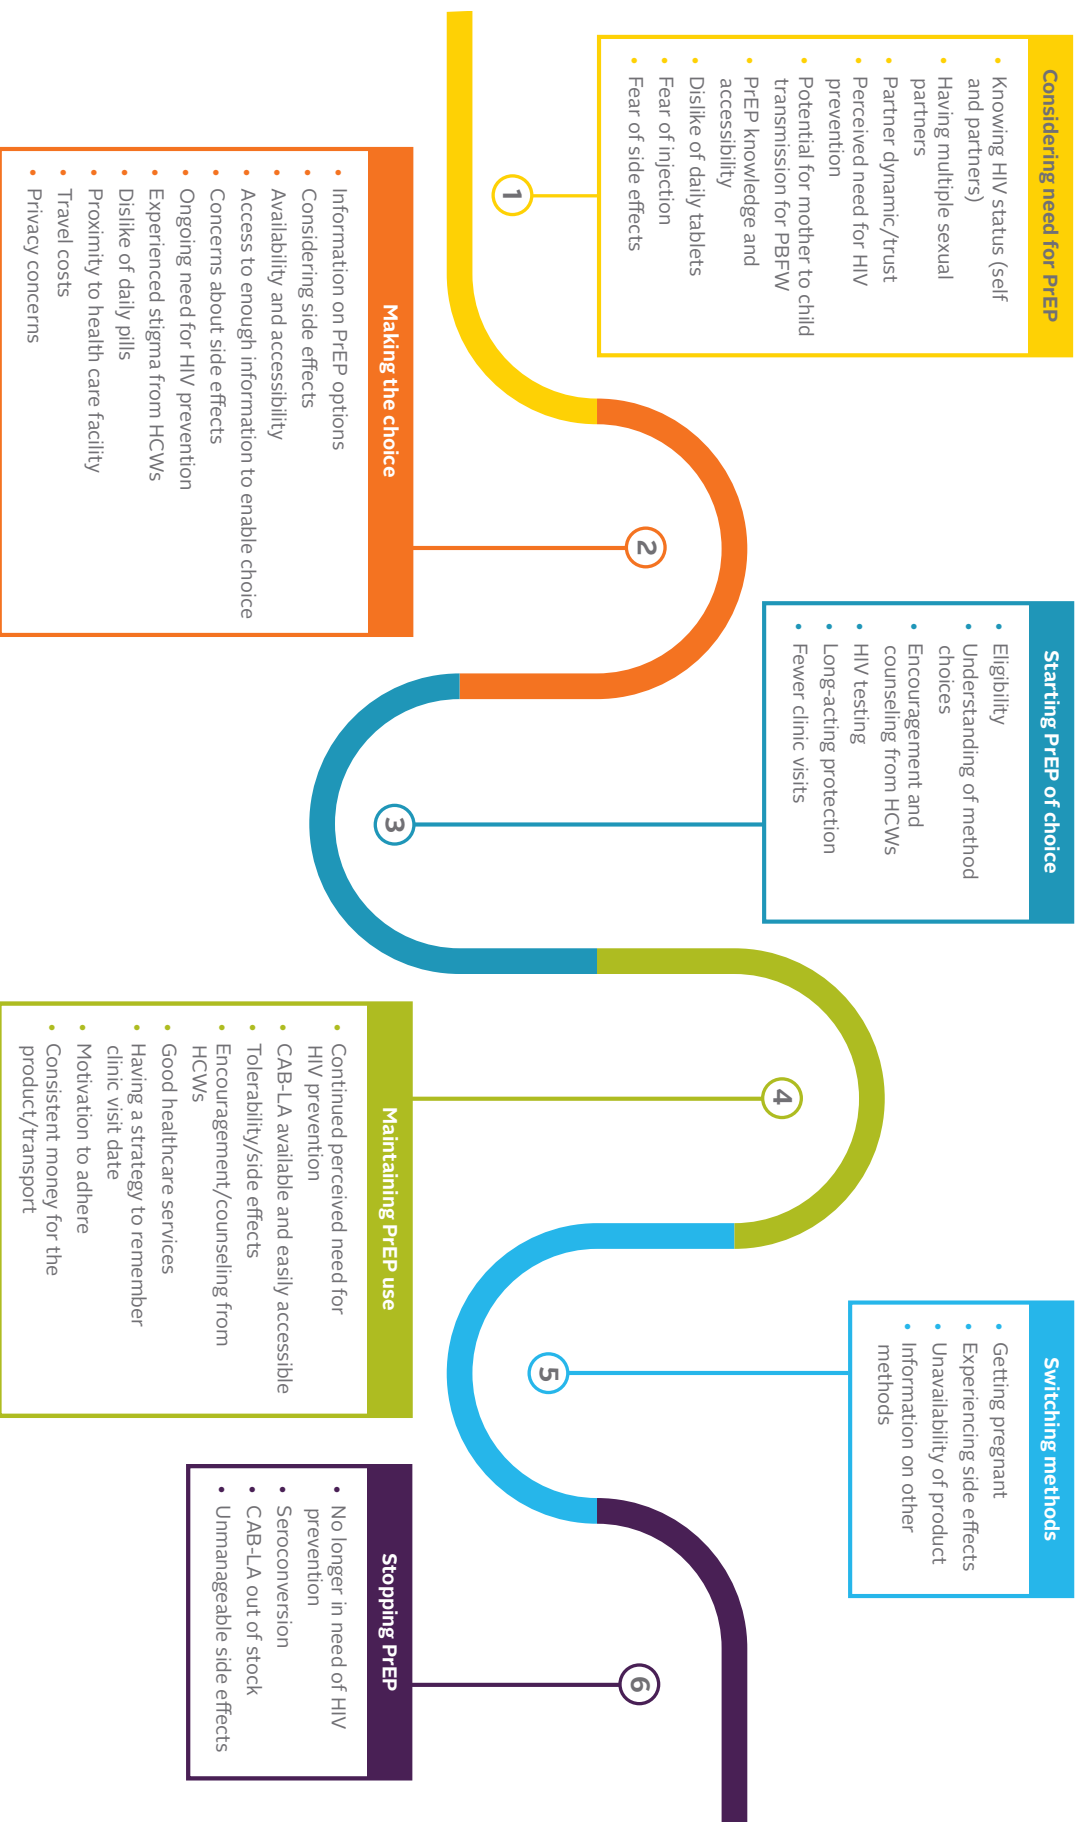 Considering need for PrEP
• Knowing HIV status (self
and partners)
• Having multiple sexual
partners
• Partner dynamic/trust
• Perceived need for HIV
prevention
• Potential for mother to child
transmission for PBFW
• PrEP knowledge and
accessibility
• Dislike of daily tablets
• Fear of injection
• Fear of side effects
1
Making the choice
• Information on PrEP options
• Considering side effects
• Availability and accessibility
• Access to enough information to enable choice
• Concerns about side effects
• Ongoing need for HIV prevention
• Experienced stigma from HCWs
• Dislike of daily pills
• Proximity to health care facility
• Travel costs
• Privacy concerns
2
Starting PrEP of choice
• Eligibility
• Understanding of method
choices
• Encouragement and
counseling from HCWs
• HIV testing
• Long-acting protection
• Fewer clinic visits
3
Maintaining PrEP use
• Continued perceived need for
HIV prevention
• CAB-LA available and easily accessible
• Tolerability/side effects
• Encouragement/counseling from
HCWs
• Good healthcare services
• Having a strategy to remember
clinic visit date
• Motivation to adhere
• Consistent money for the
product/transport
4
Switching methods
• Getting pregnant
• Experiencing side effects
• Unavailability of product
• Information on other
methods
5
Stopping PrEP
• No longer in need of HIV
prevention
• Seroconversion
• CAB-LA out of stock
• Unmanageable side effects
6